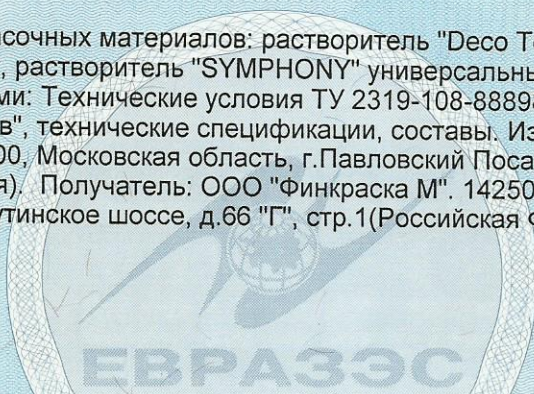 сочных материалов: растворитель "Deco T
, растворитель "SYMPHONY" универсальны
ми: Технические условия ТУ 2319-108-8889
в", технические спецификации, составы. Из
00, Московская область, г.Павловский Поса
я). Получатель: ООО "Финкраска М". 14250
утинское шоссе, д.66 "Г", стр.1(Российская
ЕВРАЗЭС